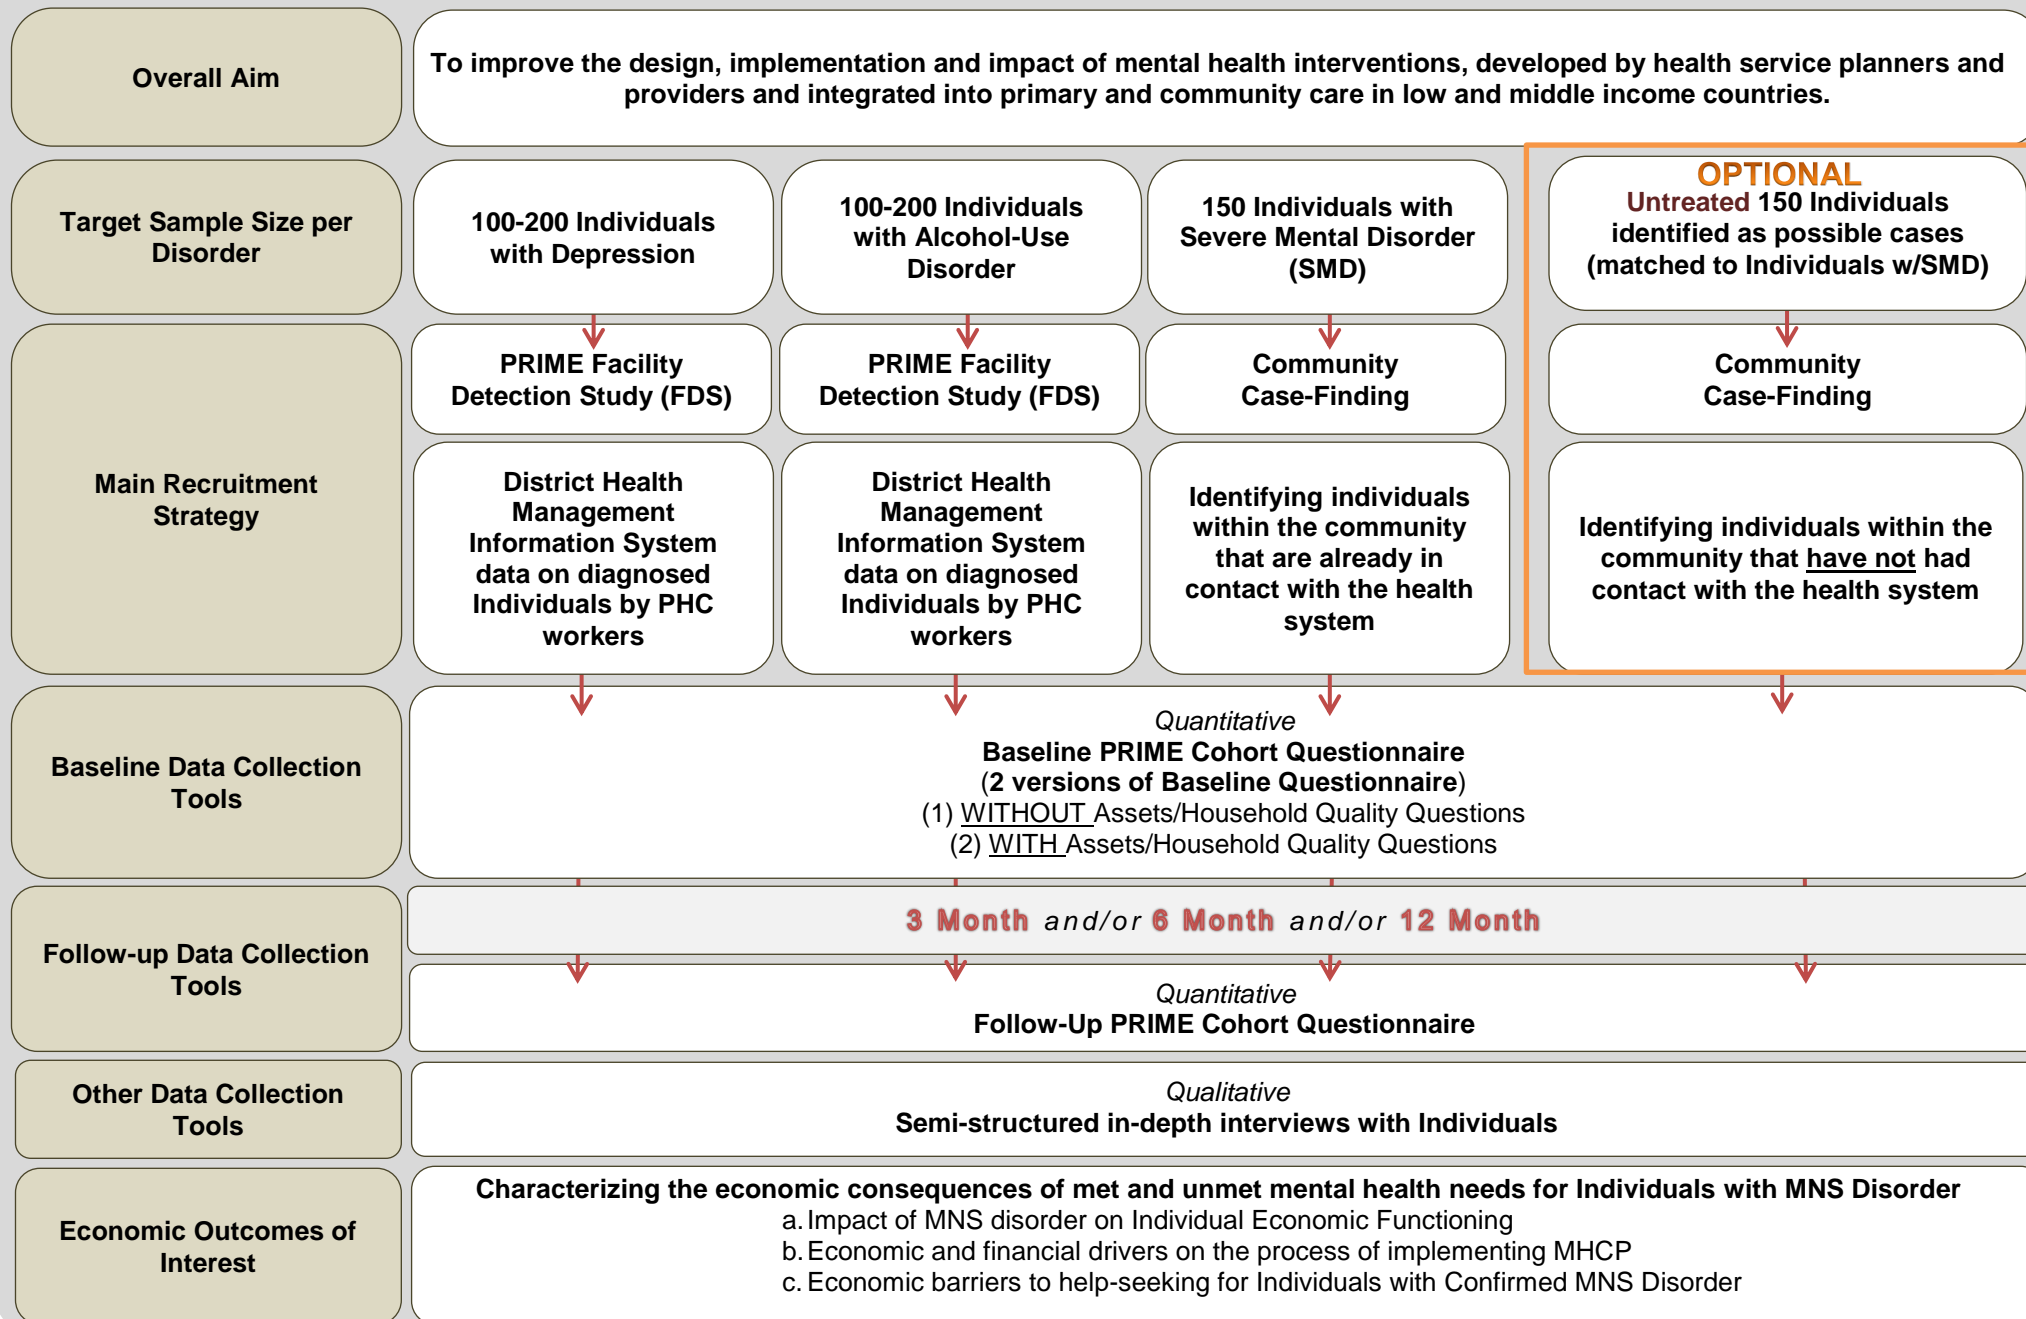 Overall Aim
To improve the design, implementation and impact of mental health interventions, developed by health service planners and
providers and integrated into primary and community care in low and middle income countries.
Target Sample Size per
Disorder
100-200 Individuals
with Depression
100-200 Individuals
with Alcohol-Use
Disorder
150 Individuals with
Severe Mental Disorder
(SMD)
OPTIONAL
Untreated 150 Individuals
identified as possible cases
(matched to Individuals w/SMD)
Main Recruitment
Strategy
PRIME Facility
Detection Study (FDS)
PRIME Facility
Detection Study (FDS)
Community
Case-Finding
Community
Case-Finding
District Health
Management
Information System
data on diagnosed
Individuals by PHC
workers
District Health
Management
Information System
data on diagnosed
Individuals by PHC
workers
Identifying individuals
within the community
that are already in
contact with the health
system
Identifying individuals within the
community that have not had
contact with the health system
Baseline Data Collection
Tools
Quantitative
Baseline PRIME Cohort Questionnaire
(2 versions of Baseline Questionnaire)
(1) WITHOUT Assets/Household Quality Questions
(2) WITH Assets/Household Quality Questions
Follow-up Data Collection
Tools
3 Month and/or 6 Month and/or 12 Month
Quantitative
Follow-Up PRIME Cohort Questionnaire
Other Data Collection
Tools
Qualitative
Semi-structured in-depth interviews with Individuals
Economic Outcomes of
Interest
Characterizing the economic consequences of met and unmet mental health needs for Individuals with MNS Disorder
a. Impact of MNS disorder on Individual Economic Functioning
b. Economic and financial drivers on the process of implementing MHCP
c. Economic barriers to help-seeking for Individuals with Confirmed MNS Disorder